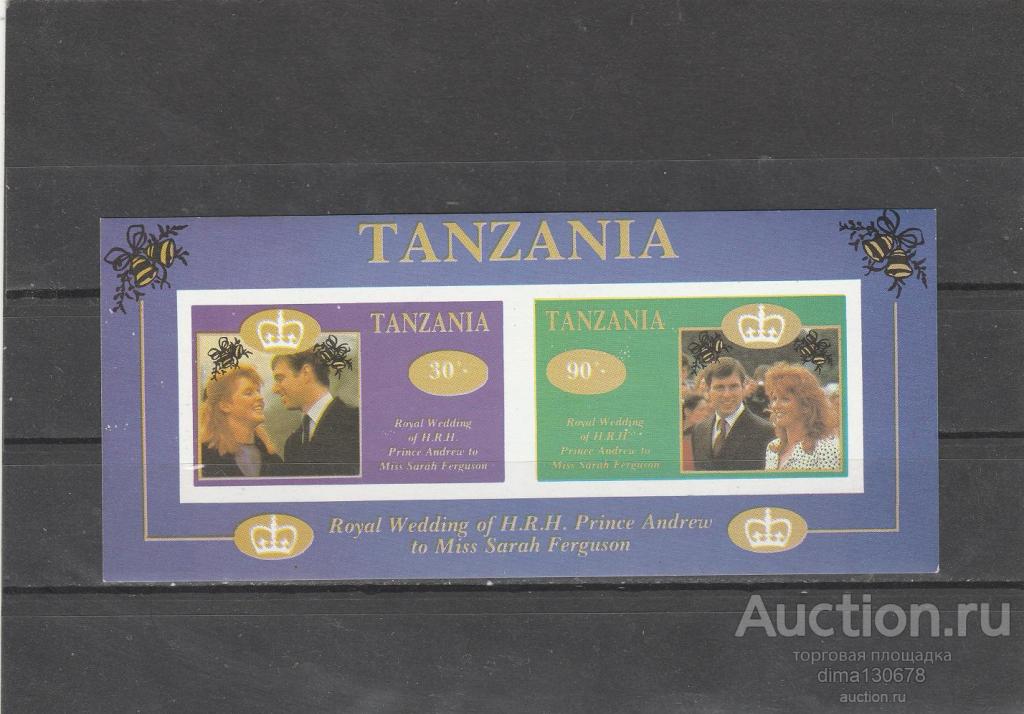 TANZANIA
TANZANIA
30/-
Royal Wedding
of H.R.H.
Prince Andrew to
Miss Sarah Ferguson
TANZANIA
90/-
Royal Wedding
of H.R.H.
Prince Andrew to
Miss Sarah Ferguson
Royal Wedding of H.R.H. Prince Andrew
to Miss Sarah Ferguson
Auction.ru
торговая площадка
dima130678
auction.ru